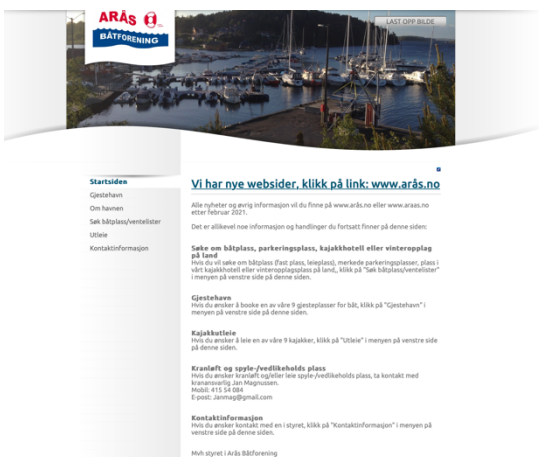 ARÅS
BÅTFORENING
LAST OPP BILDE
Startsiden
Gjestehavn
Om havnen
Søk båtplass/ventelister
Utleie
Kontaktinformasjon
Vi har nye websider, klikk på link: www.arås.no
Alle nyheter og øvrig informasjon vil du finne på www.arås.no eller www.araas.no
etter februar 2021.
Det er allikevel noe informasjon og handlinger du fortsatt finner på denne siden:
Søke om båtplass, parkeringsplass, kajakkhotell eller vinteropplag
på land
Hvis du vil søke om båtplass (fast plass, leieplass), merkede parkeringsplasser, plass i
vårt kajakkhotell eller vinteropplagsplass på land,, klikk på "Søk båtplass/ventelister"
i menyen på venstre side på denne siden.
Gjestehavn
Hvis du ønsker å booke en av våre 9 gjesteplasser for båt, klikk på "Gjestehavn" i
menyen på venstre side på denne siden.
Kajakkutleie
Hvis du ønsker å leie en av våre 9 kajakker, klikk på "Utleie" i menyen på venstre side
på denne siden.
Kranløft og spyle-/vedlikeholds plass
Hvis du ønsker kranløft og/eller leie spyle-/vedlikeholds plass, ta kontakt med
kranansvarlig Jan Magnussen.
Mobil: 415 54 084
E-post: Janmag@gmail.com
Kontaktinformasjon
Hvis du ønsker kontakt med en i styret, klikk på "Kontaktinformasjon" i menyen på
venstre side på denne siden.
Mvh styret i Arås Båtforening